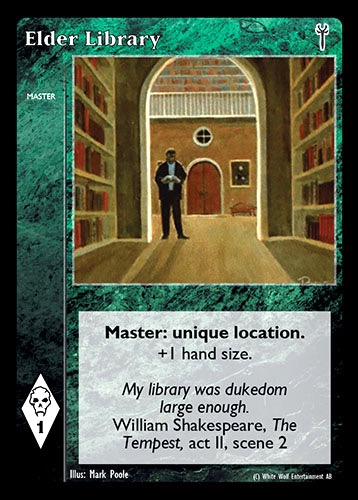 Elder Library
MASTER
Master: unique location.
+1 hand size.
My library was dukedom
large enough.
William Shakespeare, The
Tempest, act II, scene 2
1
Illus: Mark Poole
(C) White Wolf Entertainment AB